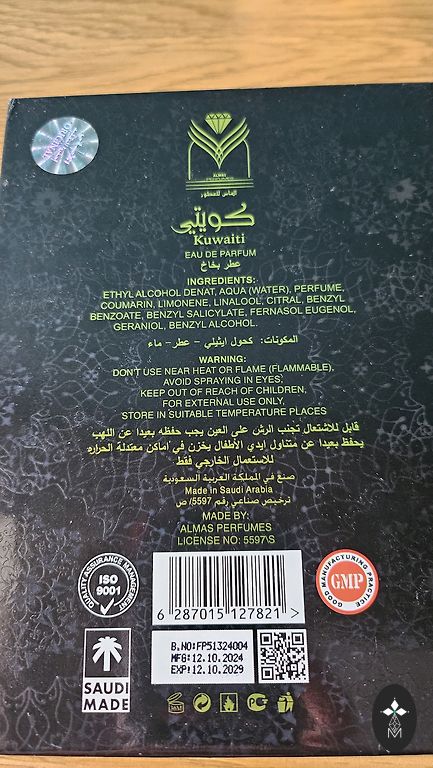 ORIGINAL
ALMAS
PERFUMES
الماس للعطور
كويتي
Kuwaiti
EAU DE PARFUM
عطر بخاخ
INGREDIENTS:
ETHYL ALCOHOL DENAT, AQUA (WATER), PERFUME,
COUMARIN, LIMONENE, LINALOOL, CITRAL, BENZYL
BENZOATE, BENZYL SALICYLATE, FERNASOL EUGENOL,
GERANIOL, BENZYL ALCOHOL.
المكونات: كحول ايثيلي - عطر - ماء
WARNING:
DON'T USE NEAR HEAT OR FLAME (FLAMMABLE),
AVOID SPRAYING IN EYES,
KEEP OUT OF REACH OF CHILDREN,
FOR EXTERNAL USE ONLY,
STORE IN SUITABLE TEMPERATURE PLACES
قابل للاشتعال تجنب الرش على العين يجب حفظه بعيدا عن اللهب
يحفظ بعيدا عن متناول إيدي الأطفال يخزن في اماكن معتدلة الحراره
للاستعمال الخارجي فقط
صنع في المملكة العربية السعودية
Made in Saudi Arabia
ترخيص صناعي رقم 5597/ ص
MADE BY:
ALMAS PERFUMES
LICENSE NO: 5597\S
QUALITY ASSURANCE MANAGEMENT
ISO
9001
6 287015 127821 >
GOOD MANUFACTURING PRACTICE
GMP
SAUDI
MADE
B.NO:FP51324004
MFG:12.10.2024
EXP:12.10.2029